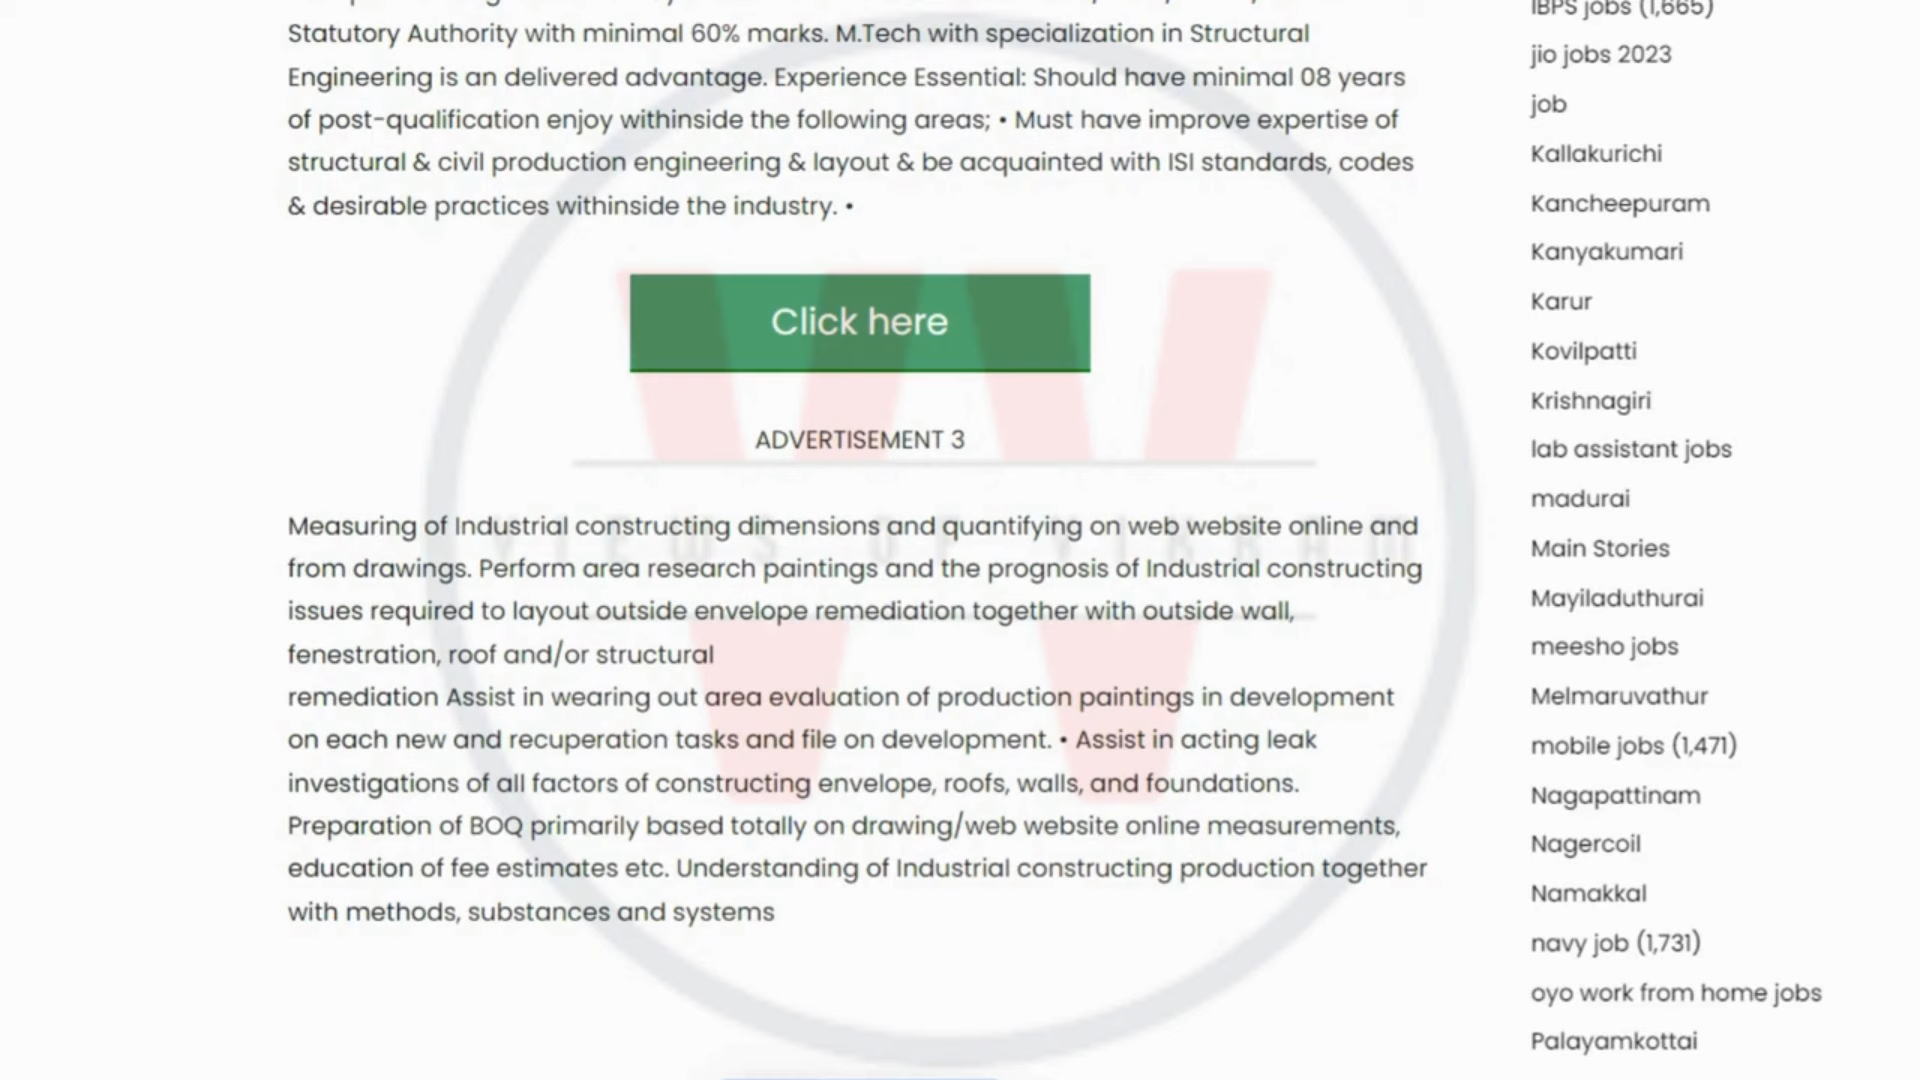 Statutory Authority with minimal 60% marks. M.Tech with specialization in Structural
Engineering is an delivered advantage. Experience Essential: Should have minimal 08 years
of post-qualification enjoy withinside the following areas; • Must have improve expertise of
structural & civil production engineering & layout & be acquainted with ISI standards, codes
& desirable practices withinside the industry. •
Click here
ADVERTISEMENT 3
Measuring of Industrial constructing dimensions and quantifying on web website online and
from drawings. Perform area research paintings and the prognosis of Industrial constructing
issues required to layout outside envelope remediation together with outside wall,
fenestration, roof and/or structural
remediation Assist in wearing out area evaluation of production paintings in development
on each new and recuperation tasks and file on development. • Assist in acting leak
investigations of all factors of constructing envelope, roofs, walls, and foundations.
Preparation of BOQ primarily based totally on drawing/web website online measurements,
education of fee estimates etc. Understanding of Industrial constructing production together
with methods, substances and systems
VIEWS OF VIKRAM
IBPS jobs (1,665)
jio jobs 2023
job
Kallakurichi
Kancheepuram
Kanyakumari
Karur
Kovilpatti
Krishnagiri
lab assistant jobs
madurai
Main Stories
Mayiladuthurai
meesho jobs
Melmaruvathur
mobile jobs (1,471)
Nagapattinam
Nagercoil
Namakkal
navy job (1,731)
oyo work from home jobs
Palayamkottai